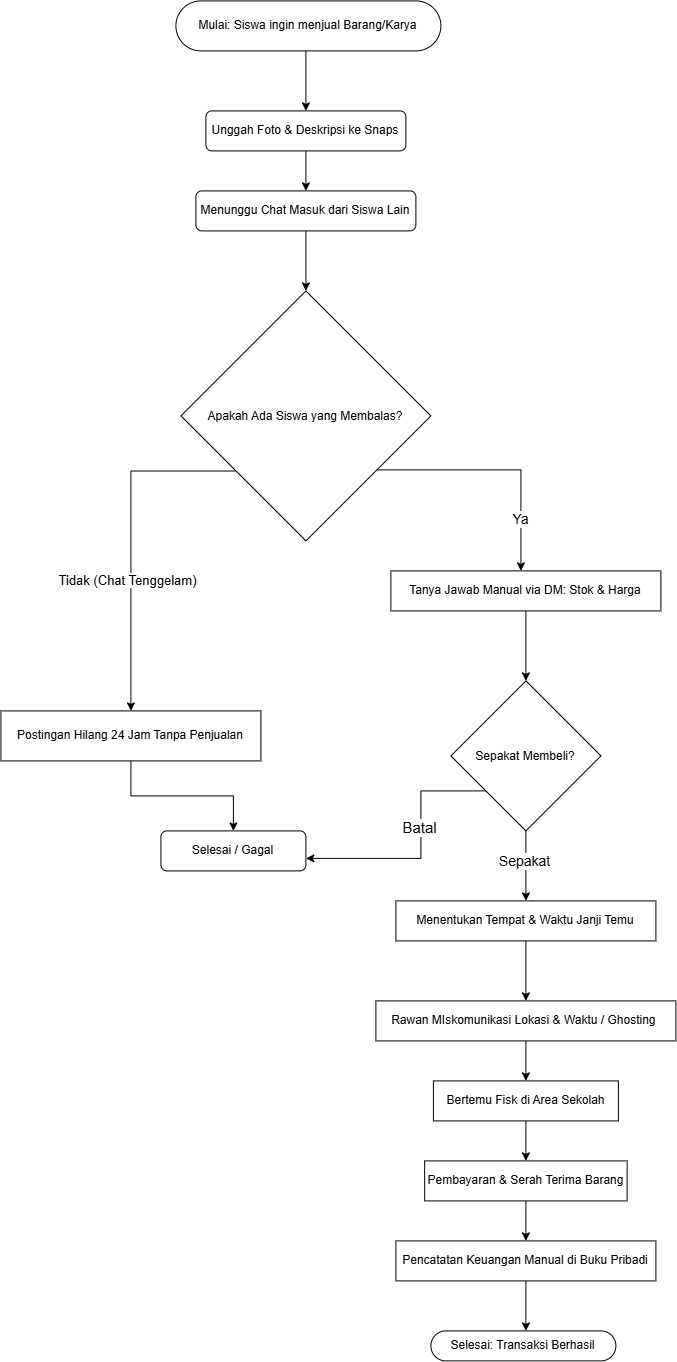 Mulai: Siswa ingin menjual Barang/Karya
Unggah Foto & Deskripsi ke Snaps
Menunggu Chat Masuk dari Siswa Lain
Apakah Ada Siswa yang Membalas?
Ya
Tidak (Chat Tenggelam)
Tanya Jawab Manual via DM: Stok & Harga
Postingan Hilang 24 Jam Tanpa Penjualan
Sepakat Membeli?
Batal
Selesai / Gagal
Sepakat
Menentukan Tempat & Waktu Janji Temu
Rawan MIskomunikasi Lokasi & Waktu / Ghosting
Bertemu Fisk di Area Sekolah
Pembayaran & Serah Terima Barang
Pencatatan Keuangan Manual di Buku Pribadi
Selesai: Transaksi Berhasil